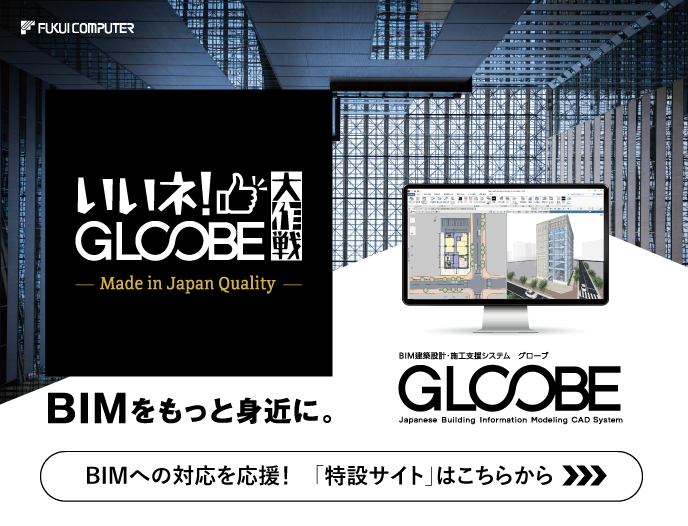 FUKUI COMPUTER
いいネ!
GLOOBE
大作戦
Made in Japan Quality
BIMをもっと身近に。
BIM建築設計・施工支援システム グローブ
GLOOBE
Japanese Building Information Modeling CAD System
BIMへの対応を応援! 「特設サイト」はこちらから